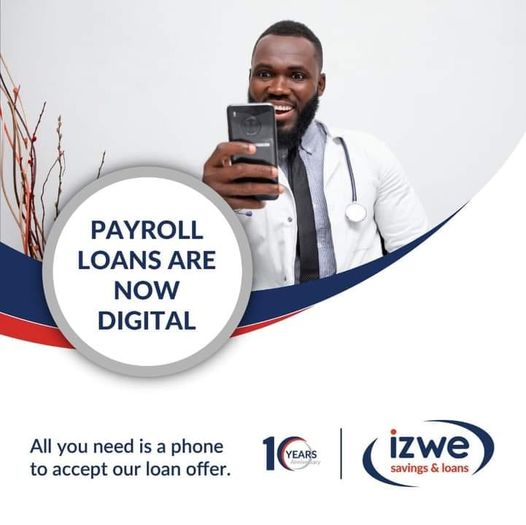 PAYROLL
LOANS ARE
NOW
DIGITAL
All you need is a phone
to accept our loan offer.
10 YEARS
Anniversary
izwe
savings & loans